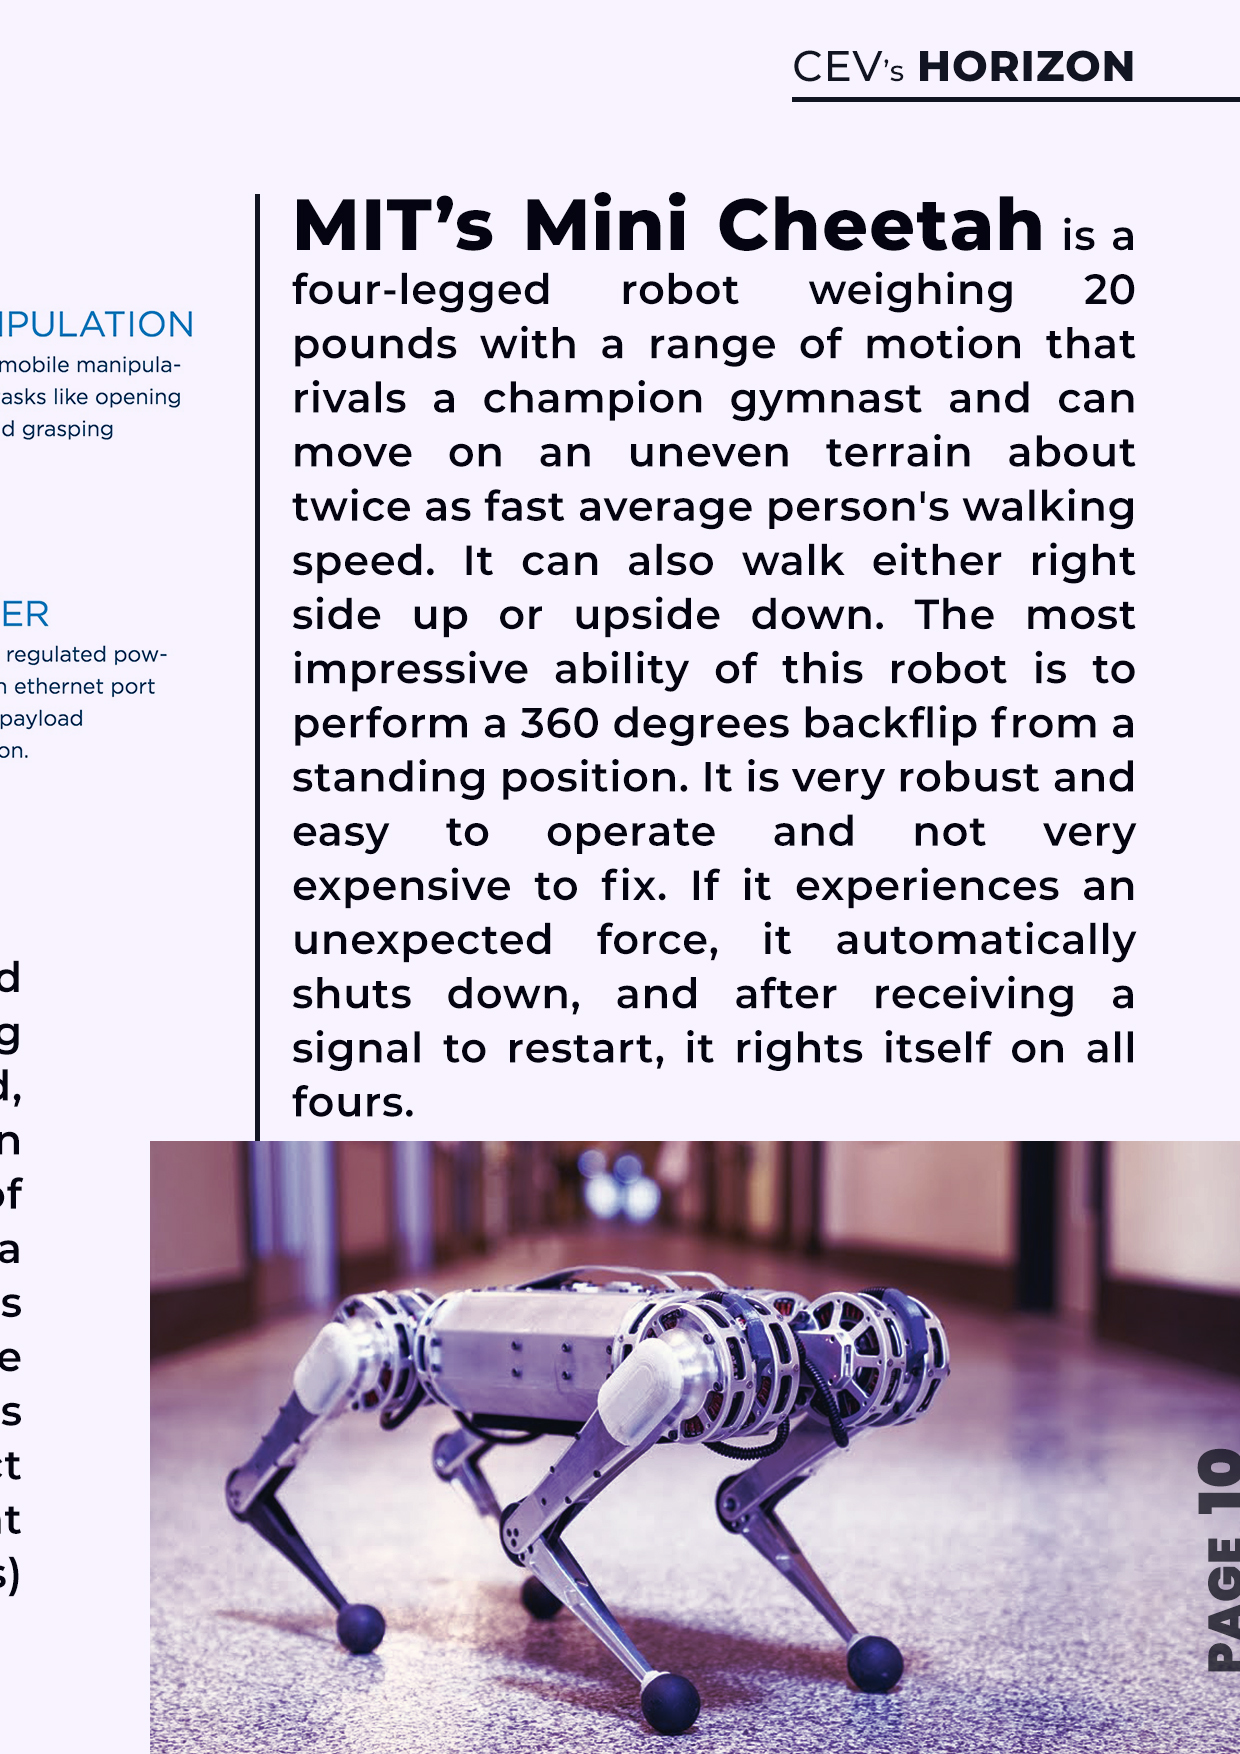 CEV's HORIZON
IPULATION
mobile manipula-
asks like opening
d grasping
ER
regulated pow-
n ethernet port
payload
on.
d
g
d,
n
of
a
s
e
s
ct
at
s)
MIT's Mini Cheetah is a
four-legged robot weighing 20
pounds with a range of motion that
rivals a champion gymnast and can
move on an uneven terrain about
twice as fast average person's walking
speed. It can also walk either right
side up or upside down. The most
impressive ability of this robot is to
perform a 360 degrees backflip from a
standing position. It is very robust and
easy to operate and not very
expensive to fix. If it experiences an
unexpected force, it automatically
shuts down, and after receiving a
signal to restart, it rights itself on all
fours.
PAGE 10